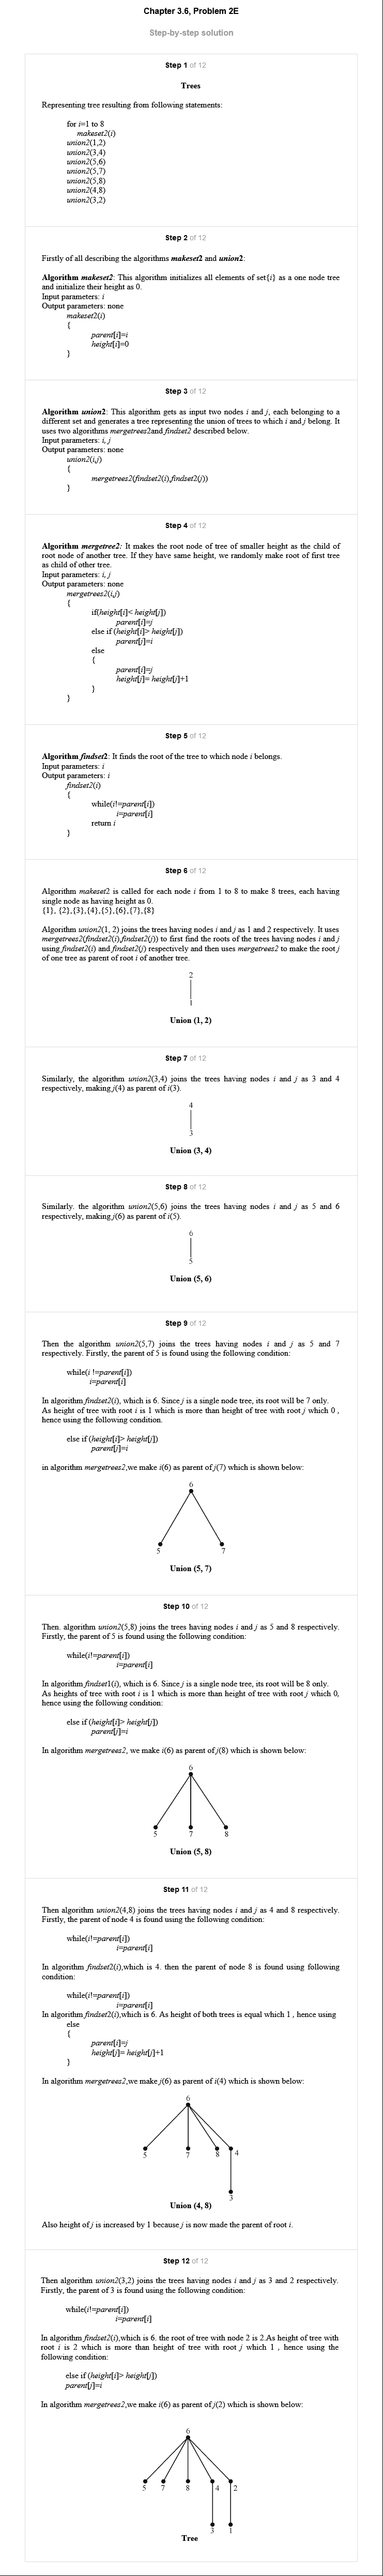 Chapter 3.6, Problem 2E
Step-by-step solution
Step 1 of 12
Trees
Representing tree resulting from following statements:
for i=1 to 8
makeset2(i)
union2(1,2)
union2(3,4)
union2(5,6)
union2(5,7)
union2(5,8)
union2(4,8)
union2(3,2)
Step 2 of 12
Firstly of all describing the algorithms makeset2 and union2:
Algorithm makeset2: This algorithm initializes all elements of set{i} as a one node tree
and initialize their height as 0.
Input parameters: i
Output parameters: none
makeset2(i)
{
parent[i]=i
height[i]=0
}
Step 3 of 12
Algorithm union2: This algorithm gets as input two nodes i and j, each belonging to a
different set and generates a tree representing the union of trees to which i and j belong. It
uses two algorithms mergetrees2and findset2 described below.
Input parameters: i, j
Output parameters: none
union2(i,j)
{
mergetrees2(findset2(i),findset2(j))
}
Step 4 of 12
Algorithm mergetree2: It makes the root node of tree of smaller height as the child of
root node of another tree. If they have same height, we randomly make root of first tree
as child of other tree.
Input parameters: i, j
Output parameters: none
mergetrees2(i,j)
{
if(height[i]< height[j])
parent[i]=j
else if (height[i]> height[j])
parent[j]=i
else
{
parent[i]=j
height[j]= height[j]+1
}
}
Step 5 of 12
Algorithm findset2: It finds the root of the tree to which node i belongs.
Input parameters: i
Output parameters: i
findset2(i)
{
while(i!=parent[i])
i=parent[i]
return i
}
Step 6 of 12
Algorithm makeset2 is called for each node i from 1 to 8 to make 8 trees, each having
single node as having height as 0.
{1}, {2},{3},{4},{5},{6},{7},{8}
Algorithm union2(1, 2) joins the trees having nodes i and j as 1 and 2 respectively. It uses
mergetrees2(findset2(i),findset2(j)) to first find the roots of the trees having nodes i and j
using findset2(i) and findset2(j) respectively and then uses mergetrees2 to make the root j
of one tree as parent of root i of another tree.
2
1
Union (1, 2)
Step 7 of 12
Similarly, the algorithm union2(3,4) joins the trees having nodes i and j as 3 and 4
respectively, making j(4) as parent of i(3).
4
3
Union (3, 4)
Step 8 of 12
Similarly. the algorithm union2(5,6) joins the trees having nodes i and j as 5 and 6
respectively, making j(6) as parent of i(5).
6
5
Union (5, 6)
Step 9 of 12
Then the algorithm union2(5,7) joins the trees having nodes i and j as 5 and 7
respectively. Firstly, the parent of 5 is found using the following condition:
while(i !=parent[i])
i=parent[i]
In algorithm findset2(i), which is 6. Since j is a single node tree, its root will be 7 only.
As height of tree with root i is 1 which is more than height of tree with root j which 0 ,
hence using the following condition.
else if (height[i]> height[j])
parent[j]=i
in algorithm mergetrees2,we make i(6) as parent of j(7) which is shown below:
6
5 7
Union (5, 7)
Step 10 of 12
Then. algorithm union2(5,8) joins the trees having nodes i and j as 5 and 8 respectively.
Firstly, the parent of 5 is found using the following condition:
while(i!=parent[i])
i=parent[i]
In algorithm findset1(i), which is 6. Since j is a single node tree, its root will be 8 only.
As heights of tree with root i is 1 which is more than height of tree with root j which 0,
hence using the following condition:
else if (height[i]> height[j])
parent[j]=i
In algorithm mergetrees2, we make i(6) as parent of j(8) which is shown below:
6
5 7 8
Union (5, 8)
Step 11 of 12
Then algorithm union2(4,8) joins the trees having nodes i and j as 4 and 8 respectively.
Firstly, the parent of node 4 is found using the following condition:
while(i!=parent[i])
i=parent[i]
In algorithm findset2(i),which is 4. then the parent of node 8 is found using following
condition:
while(i!=parent[i])
i=parent[i]
In algorithm findset2(i),which is 6. As height of both trees is equal which 1 , hence using
else
{
parent[i]=j
height[j]= height[j]+1
}
In algorithm mergetrees2,we make j(6) as parent of i(4) which is shown below:
6
5 7 8 4
3
Union (4, 8)
Also height of j is increased by 1 because j is now made the parent of root i.
Step 12 of 12
Then algorithm union2(3,2) joins the trees having nodes i and j as 3 and 2 respectively.
Firstly, the parent of 3 is found using the following condition:
while(i!=parent[i])
i=parent[i]
In algorithm findset2(i),which is 6. the root of tree with node 2 is 2.As height of tree with
root i is 2 which is more than height of tree with root j which 1 , hence using the
following condition:
else if (height[i]> height[j])
parent[j]=i
In algorithm mergetrees2,we make i(6) as parent of j(2) which is shown below:
6
5 7 8 4 2
3 1
Tree